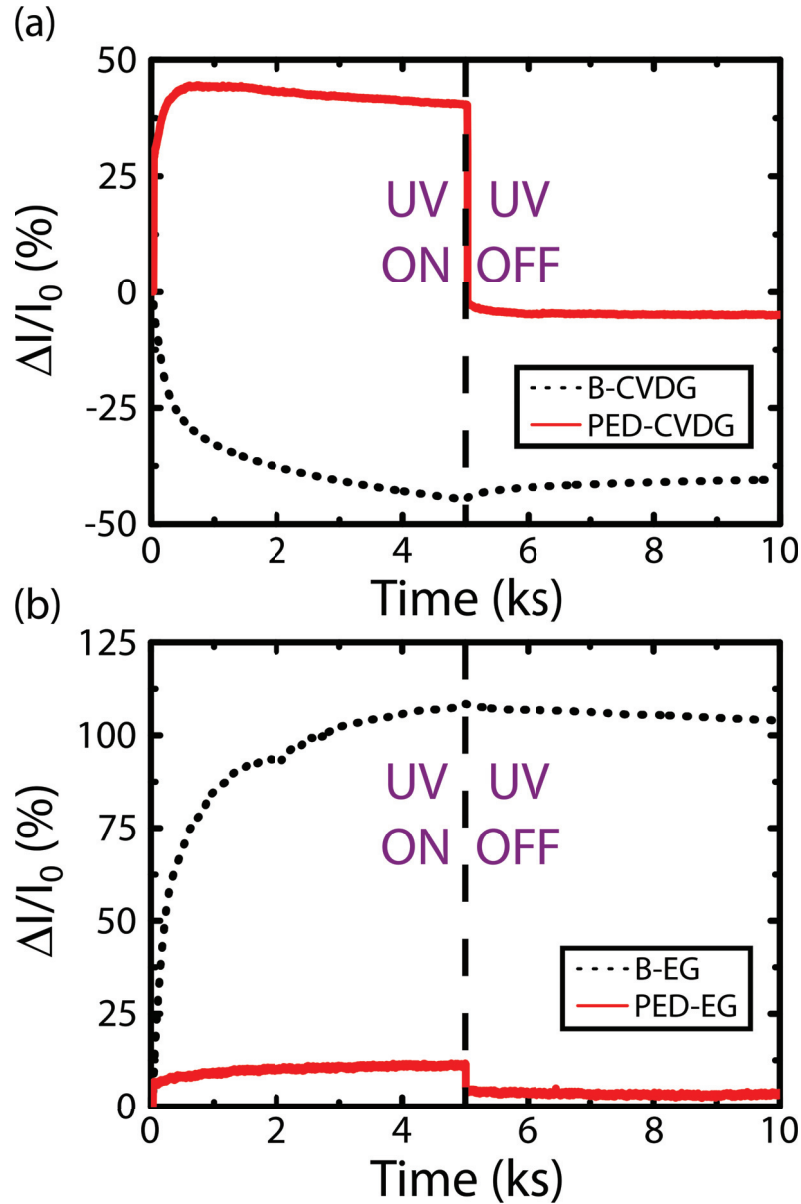 (a)
ΔI/I₀ (%)
50
25
0
-25
-50
UV UV
ON OFF
B-CVDG
PED-CVDG
0 2 4 6 8 10
Time (ks)
(b)
ΔI/I₀ (%)
125
100
75
50
25
0
UV UV
ON OFF
B-EG
PED-EG
0 2 4 6 8 10
Time (ks)